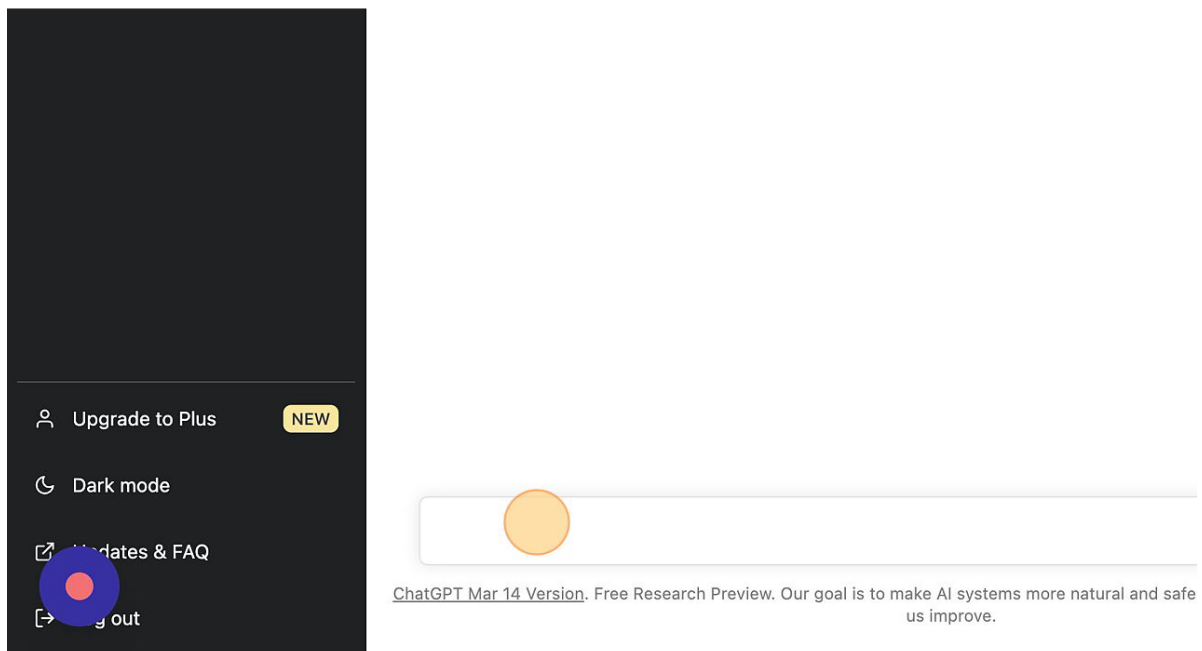 Upgrade to Plus NEW
Dark mode
dates & FAQ
out
ChatGPT Mar 14 Version. Free Research Preview. Our goal is to make AI systems more natural and safe
us improve.